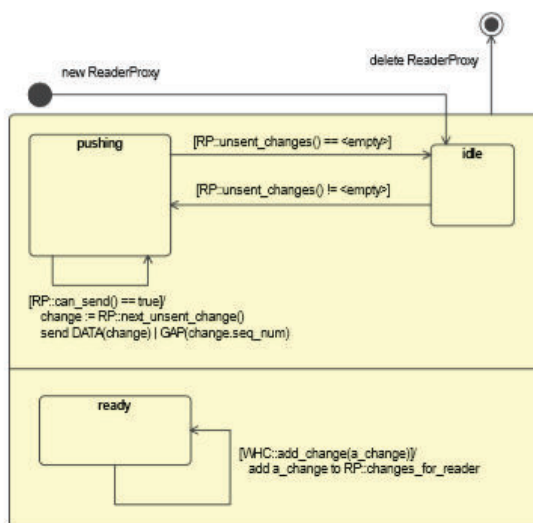 new ReaderProxy
delete ReaderProxy
pushing
[RP::unsent_changes() == <empty>]
idle
[RP::unsent_changes() != <empty>]
[RP::can_send() == true]/
change := RP::next_unsent_change()
send DATA(change) | GAP(change.seq_num)
ready
[WHC::add_change(a_change)]/
add a_change to RP::changes_for_reader